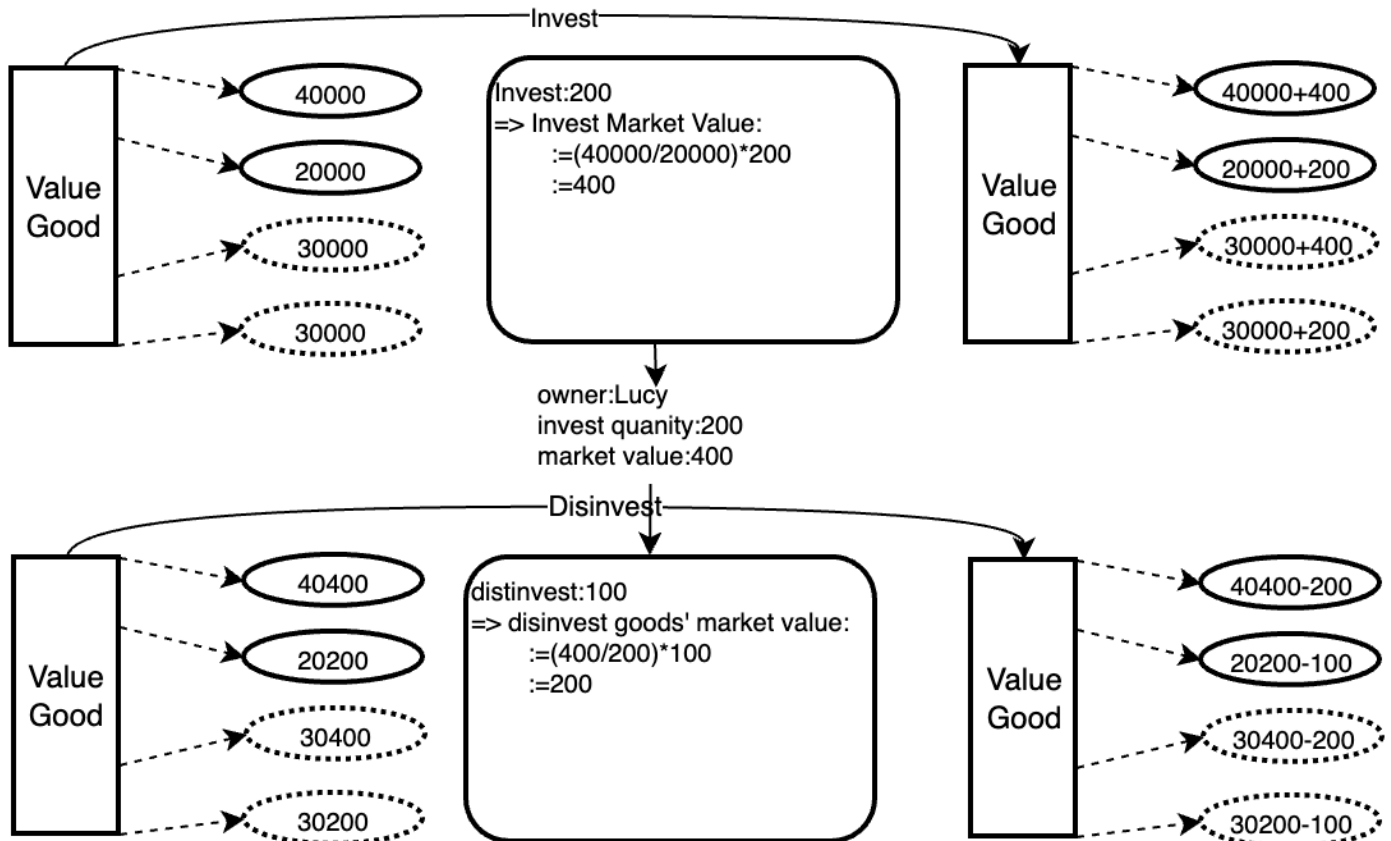 Invest
Value
Good
40000
20000
30000
30000
Invest:200
=> Invest Market Value:
:=(40000/20000)*200
:=400
Value
Good
40000+400
20000+200
30000+400
30000+200
owner:Lucy
invest quanity:200
market value:400
Disinvest
Value
Good
40400
20200
30400
30200
distinvest:100
=> disinvest goods' market value:
:=(400/200)*100
:=200
Value
Good
40400-200
20200-100
30400-200
30200-100